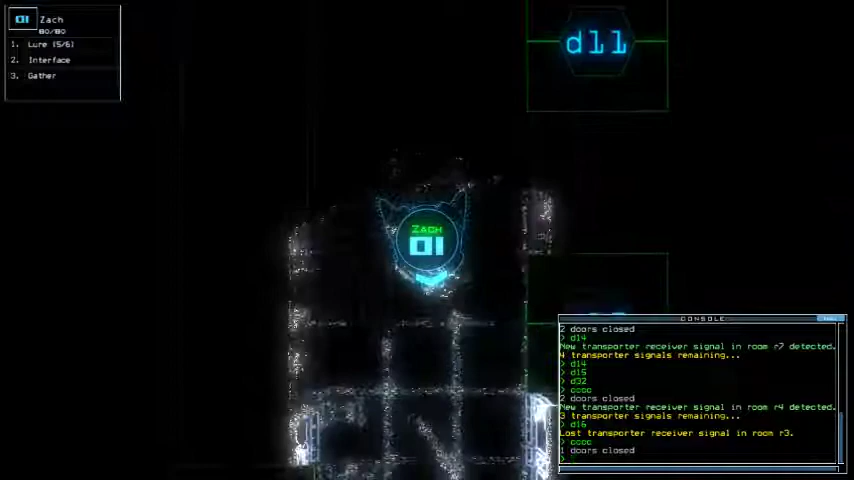 01 Zach
80/80
1. Lure (5/6)
2. Interface
3. Gather
dll
Zach
01
CONSOLE
2 doors closed
> d14
New transporter receiver signal in room r7 detected.
4 transporter signals remaining...
> d14
> d15
> d32
> cccc
2 doors closed
New transporter receiver signal in room r4 detected.
3 transporter signals remaining...
> d16
Lost transporter receiver signal in room r3.
> cccc
1 doors closed
>